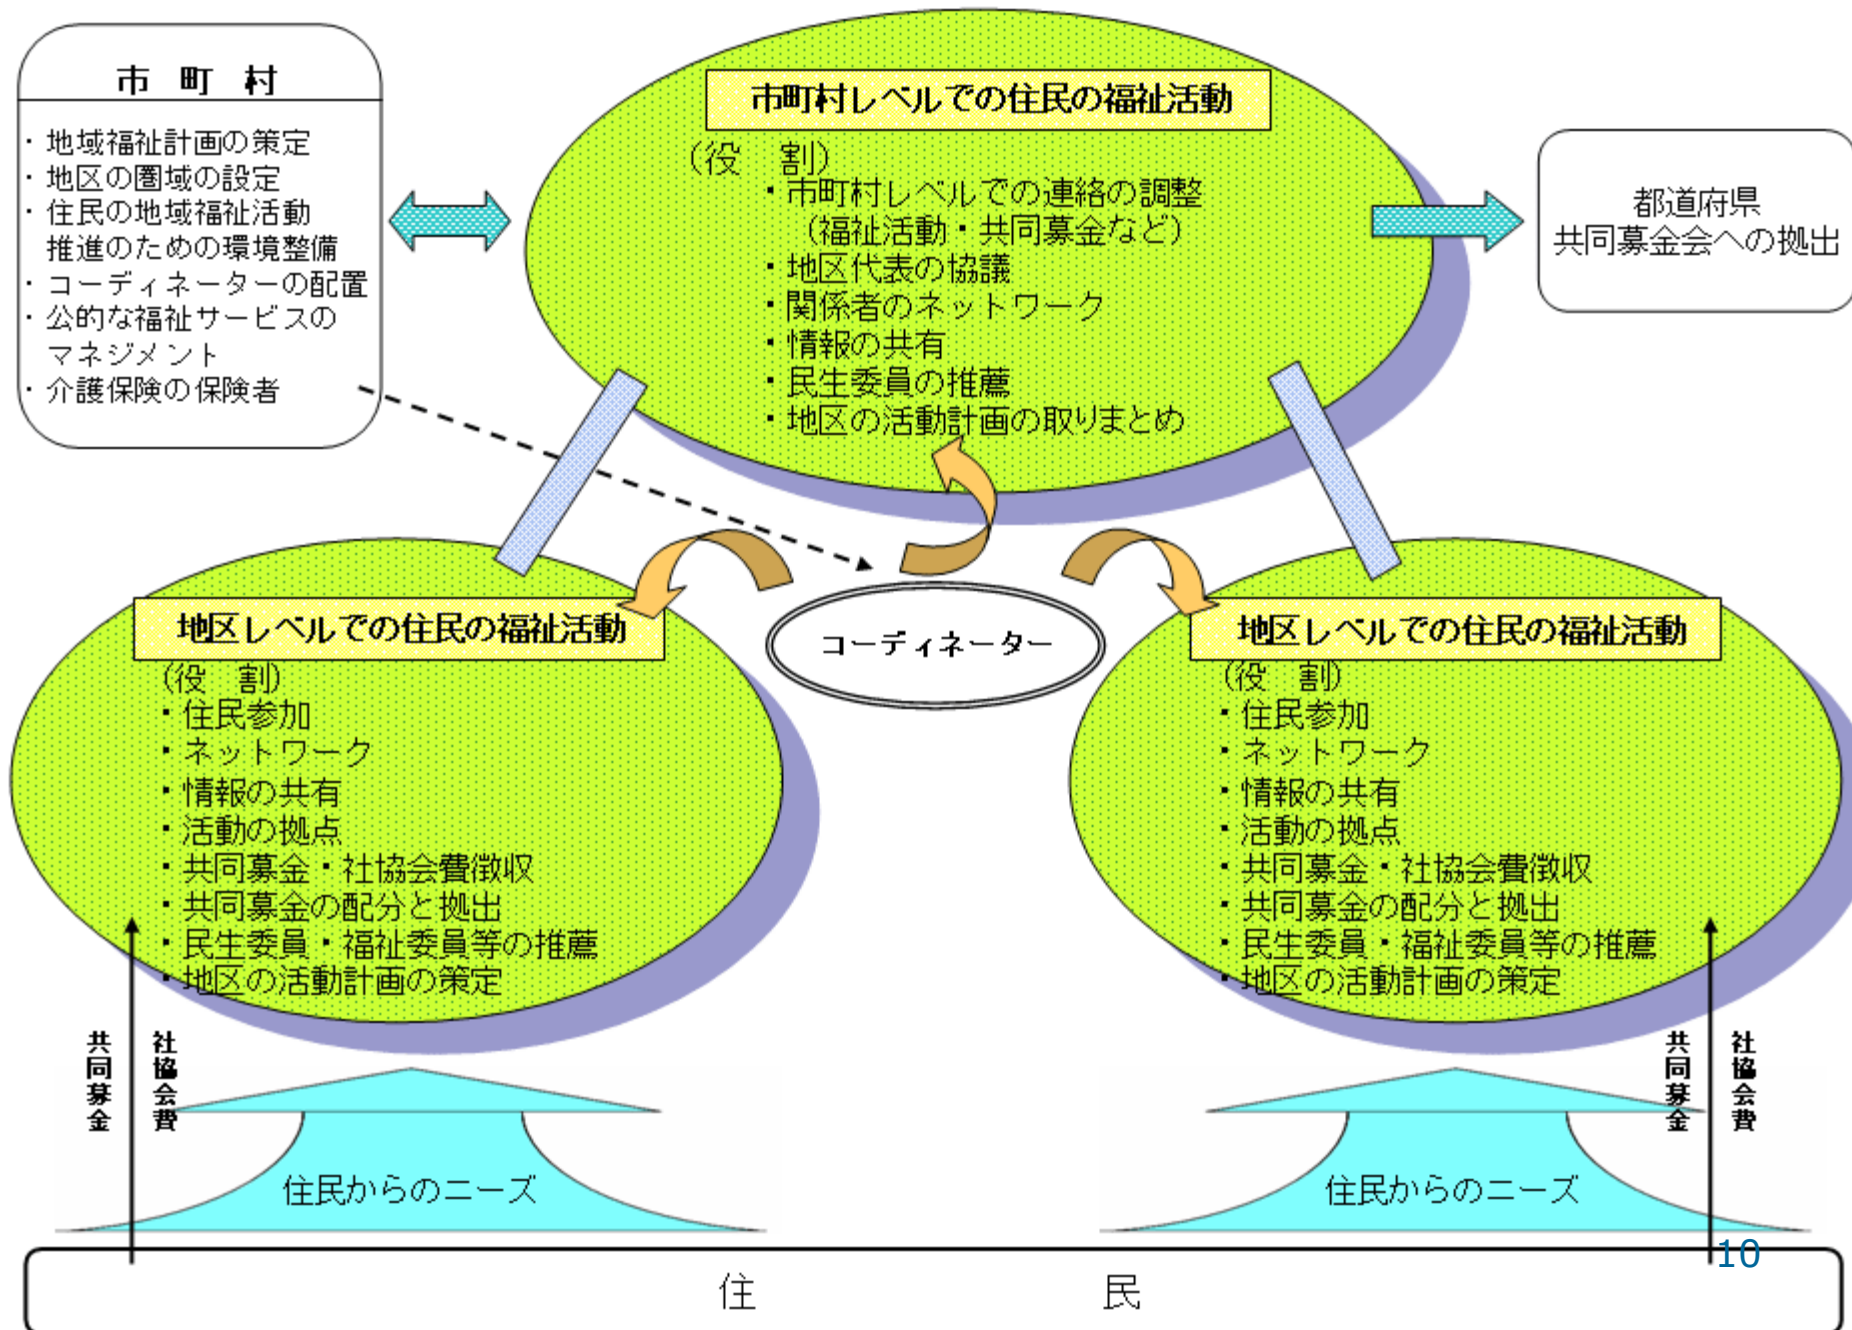 市 町 村
・地域福祉計画の策定
・地区の圏域の設定
・住民の地域福祉活動
推進のための環境整備
・コーディネーターの配置
・公的な福祉サービスの
マネジメント
・介護保険の保険者
市町村レベルでの住民の福祉活動
（役　割）
・市町村レベルでの連絡の調整
（福祉活動・共同募金など）
・地区代表の協議
・関係者のネットワーク
・情報の共有
・民生委員の推薦
・地区の活動計画の取りまとめ
都道府県
共同募金会への拠出
コーディネーター
地区レベルでの住民の福祉活動
（役　割）
・住民参加
・ネットワーク
・情報の共有
・活動の拠点
・共同募金・社協会費徴収
・共同募金の配分と拠出
・民生委員・福祉委員等の推薦
・地区の活動計画の策定
地区レベルでの住民の福祉活動
（役　割）
・住民参加
・ネットワーク
・情報の共有
・活動の拠点
・共同募金・社協会費徴収
・共同募金の配分と拠出
・民生委員・福祉委員等の推薦
・地区の活動計画の策定
共同募金
社協会費
住民からのニーズ
共同募金
社協会費
住民からのニーズ
10
住　民